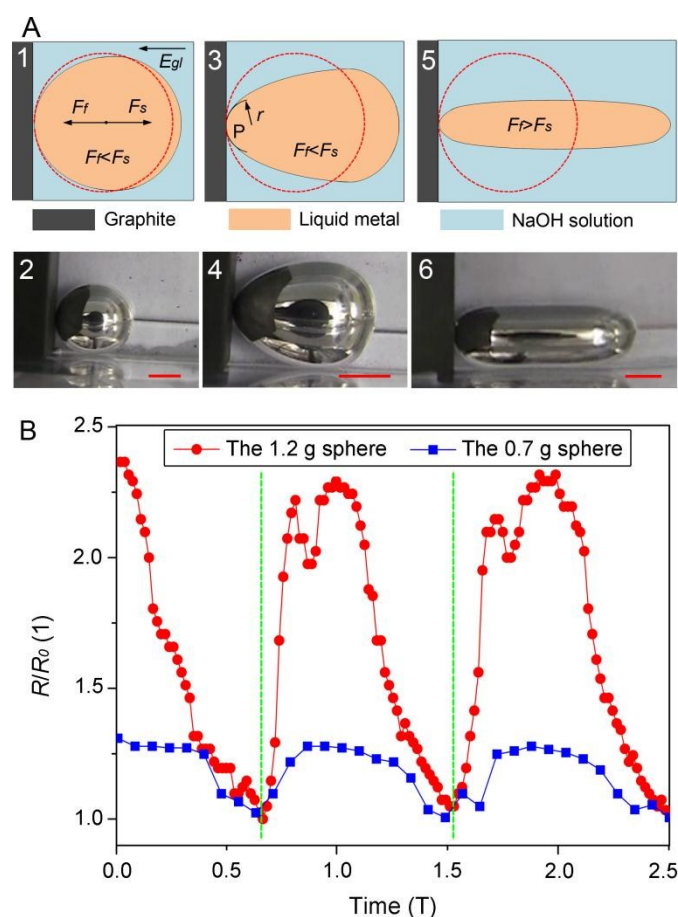 A
1
E_gl
F_f
F_s
F_f<F_s
3
r
P
F_f<F_s
5
F_f>F_s
Graphite
Liquid metal
NaOH solution
2
4
6
B
The 1.2 g sphere
The 0.7 g sphere
2.5
2.0
1.5
1.0
R/R_0 (1)
0.0
0.5
1.0
1.5
2.0
2.5
Time (T)